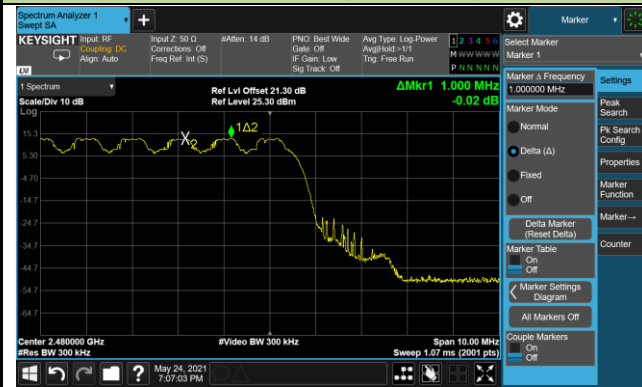 Spectrum Analyzer 1
Swept SA
+
Marker
KEYSIGHT
Input: RF
Coupling: DC
Align: Auto
Input Z: 50 Ω
Corrections: Off
Freq Ref: Int (S)
#Atten: 14 dB
PNO: Best Wide
Gate: Off
IF Gain: Low
Sig Track: Off
Avg Type: Log-Power
Avg|Hold:>1/1
Trig: Free Run
1 2 3 4 5 6
M W W W W W
P N N N N N
LXI
Select Marker
Marker 1
1 Spectrum
Scale/Div 10 dB
Ref Lvl Offset 21.30 dB
Ref Level 25.30 dBm
ΔMkr1 1.000 MHz
-0.02 dB
Log
15.3
5.30
-4.70
-14.7
-24.7
-34.7
-44.7
-54.7
-64.7
X2
1Δ2
Center 2.480000 GHz
#Res BW 300 kHz
#Video BW 300 kHz
Span 10.00 MHz
Sweep 1.07 ms (2001 pts)
Marker Δ Frequency
1.000000 MHz
Marker Mode
Normal
Delta (Δ)
Fixed
Off
Delta Marker
(Reset Delta)
Marker Table
On
Off
Marker Settings
Diagram
All Markers Off
Couple Markers
On
Off
Settings
Peak
Search
Pk Search
Config
Properties
Marker
Function
Marker→
Counter
?
May 24, 2021
7:07:03 PM